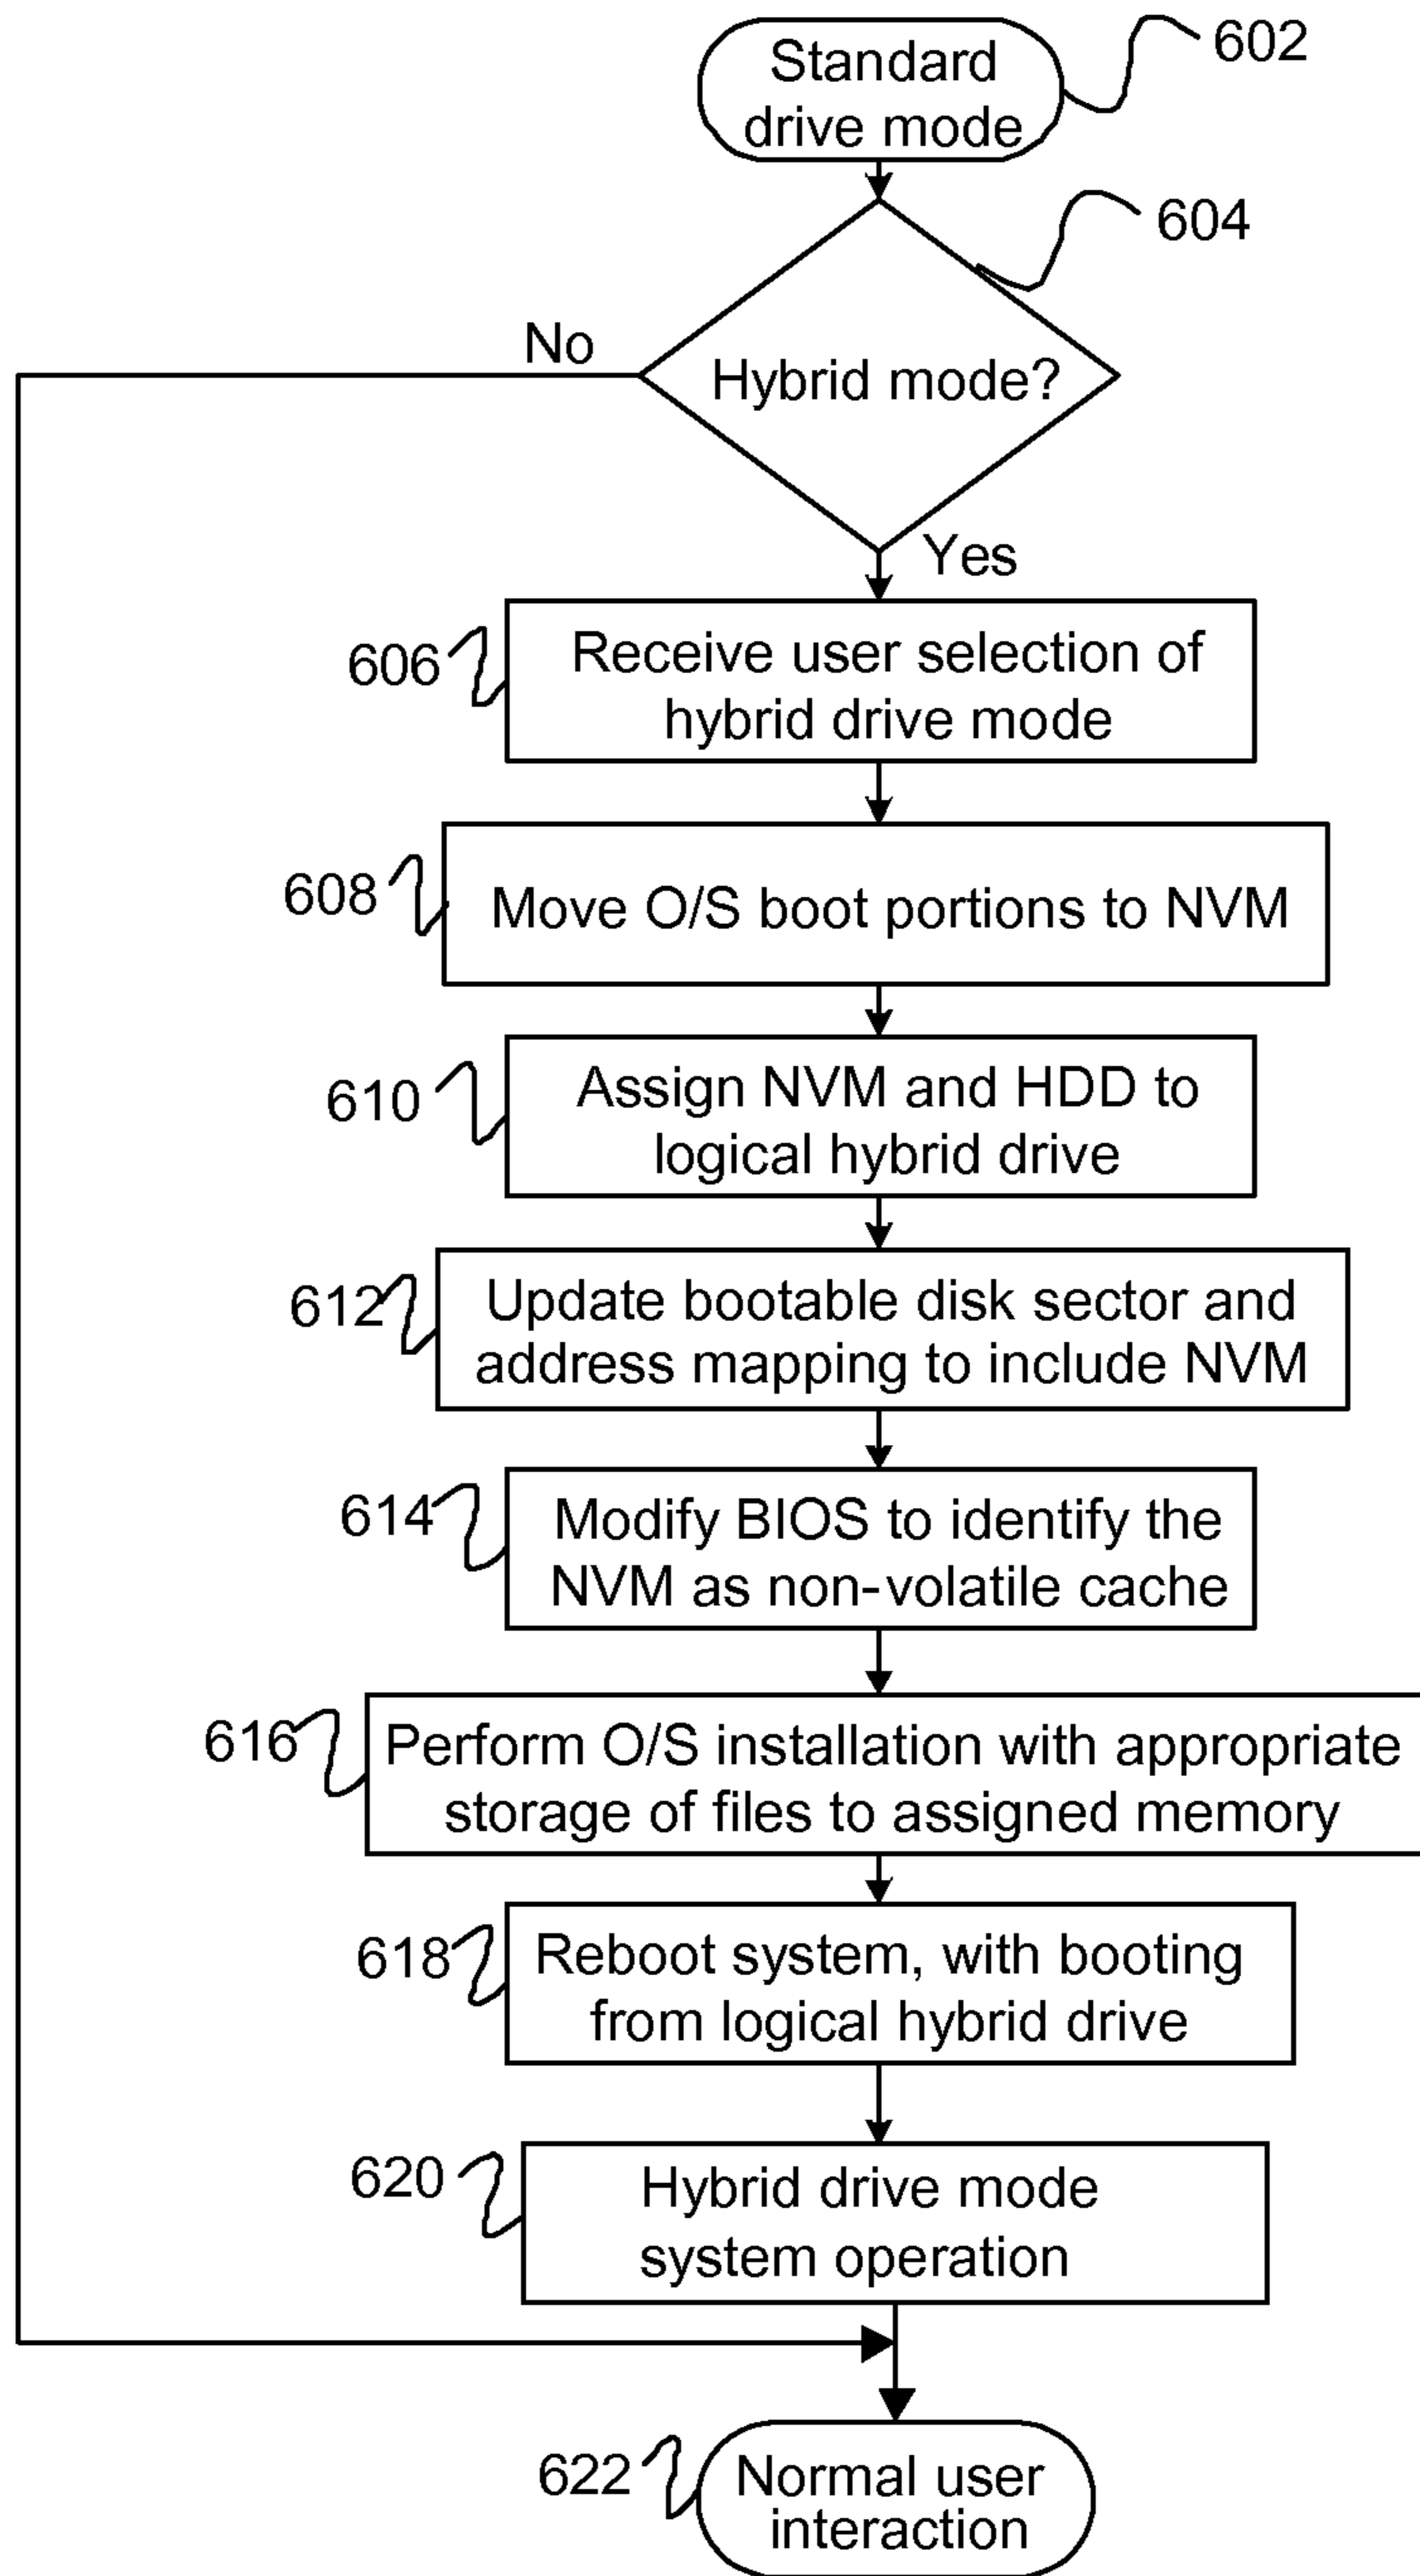 Standard
drive mode
602
604
No
Hybrid mode?
Yes
606
Receive user selection of
hybrid drive mode
608
Move O/S boot portions to NVM
610
Assign NVM and HDD to
logical hybrid drive
612
Update bootable disk sector and
address mapping to include NVM
614
Modify BIOS to identify the
NVM as non-volatile cache
616
Perform O/S installation with appropriate
storage of files to assigned memory
618
Reboot system, with booting
from logical hybrid drive
620
Hybrid drive mode
system operation
622
Normal user
interaction